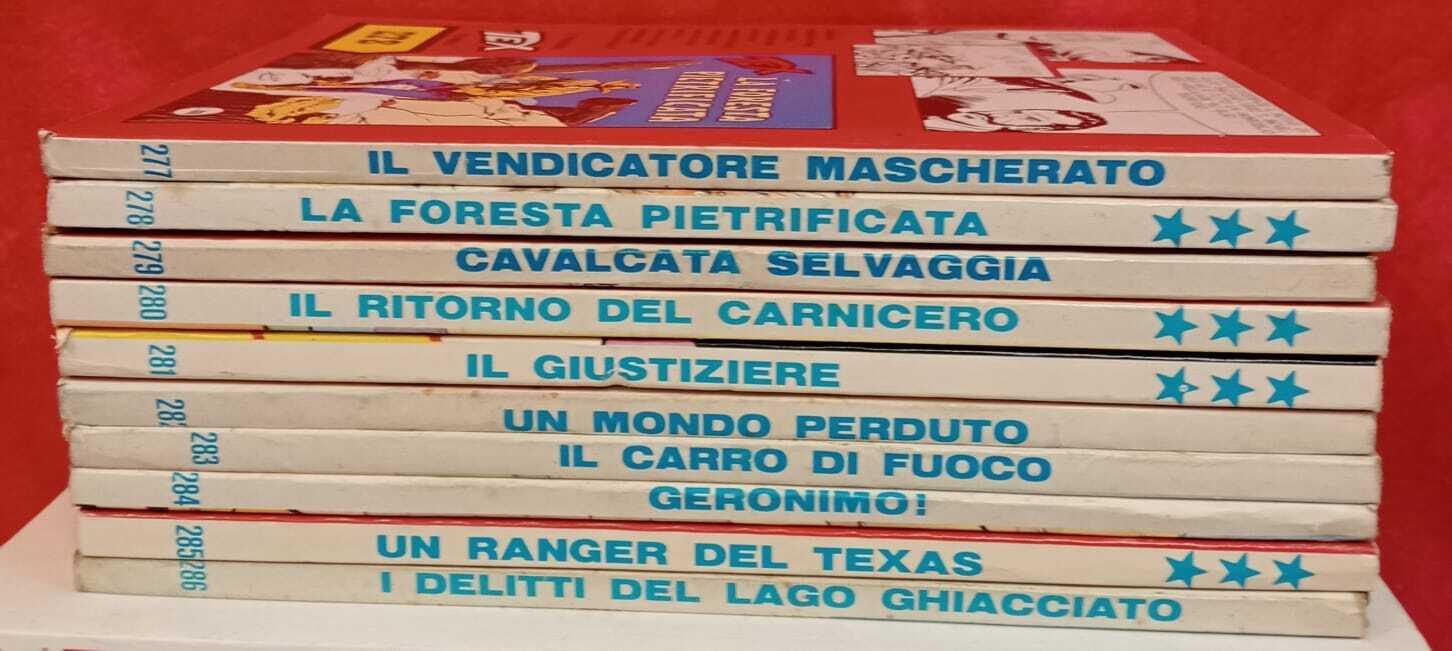 TEX
LA FORESTA
PIETRIFICATA
277 IL VENDICATORE MASCHERATO
278 LA FORESTA PIETRIFICATA
279 CAVALCATA SELVAGGIA
280 IL RITORNO DEL CARNICERO
281 IL GIUSTIZIERE
UN MONDO PERDUTO
283 IL CARRO DI FUOCO
284 GERONIMO!
285 UN RANGER DEL TEXAS
286 I DELITTI DEL LAGO GHIACCIATO